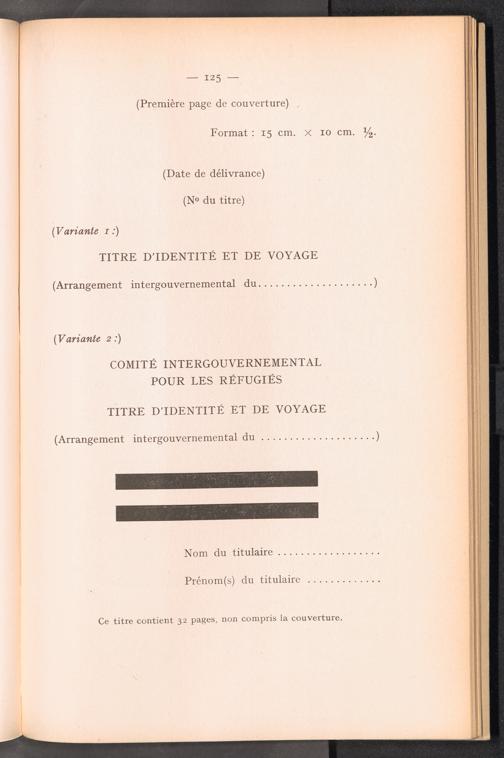 — 125 —
(Première page de couverture)
Format : 15 cm. × 10 cm. ½.
(Date de délivrance)
(Nº du titre)
(Variante 1 :)
TITRE D'IDENTITÉ ET DE VOYAGE
(Arrangement intergouvernemental du....................)
(Variante 2 :)
COMITÉ INTERGOUVERNEMENTAL
POUR LES RÉFUGIÉS
TITRE D'IDENTITÉ ET DE VOYAGE
(Arrangement intergouvernemental du ....................)
Nom du titulaire ..................
Prénom(s) du titulaire .............
Ce titre contient 32 pages, non compris la couverture.